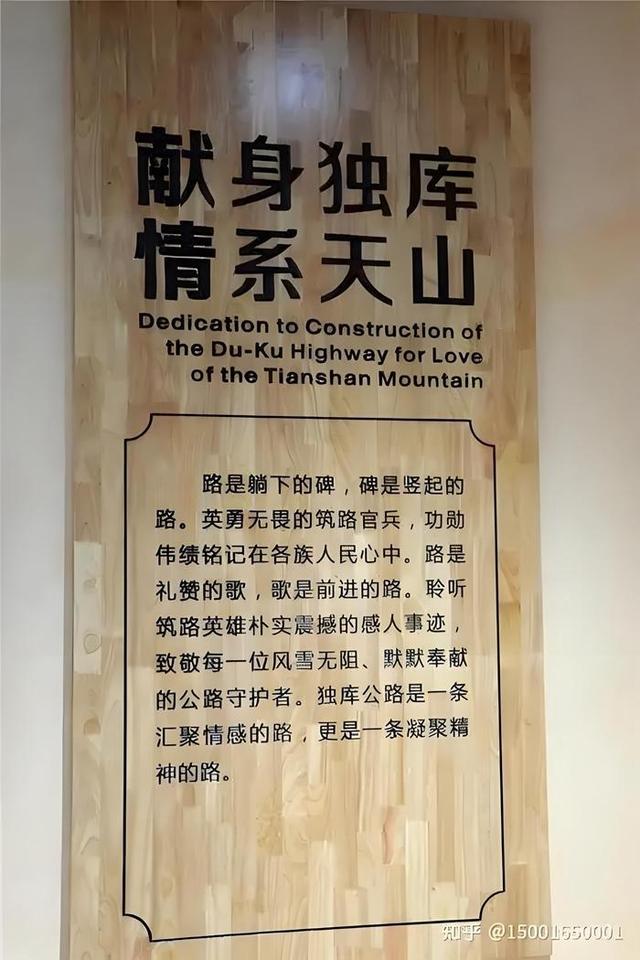 献身独库
情系天山
Dedication to Construction of
the Du-Ku Highway for Love
of the Tianshan Mountain
路是躺下的碑，碑是竖起的
路。英勇无畏的筑路官兵，功勋
伟绩铭记在各族人民心中。路是
礼赞的歌，歌是前进的路。聆听
筑路英雄朴实震撼的感人事迹，
致敬每一位风雪无阻、默默奉献
的公路守护者。独库公路是一条
汇聚情感的路，更是一条凝聚精
神的路。
知乎 @15001650001